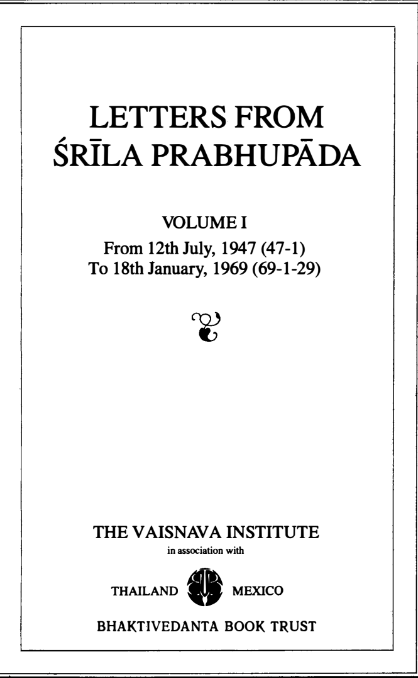 LETTERS FROM
ŚRĪLA PRABHUPĀDA
VOLUME I
From 12th July, 1947 (47-1)
To 18th January, 1969 (69-1-29)
THE VAISNAVA INSTITUTE
in association with
THAILAND MEXICO
BHAKTIVEDANTA BOOK TRUST